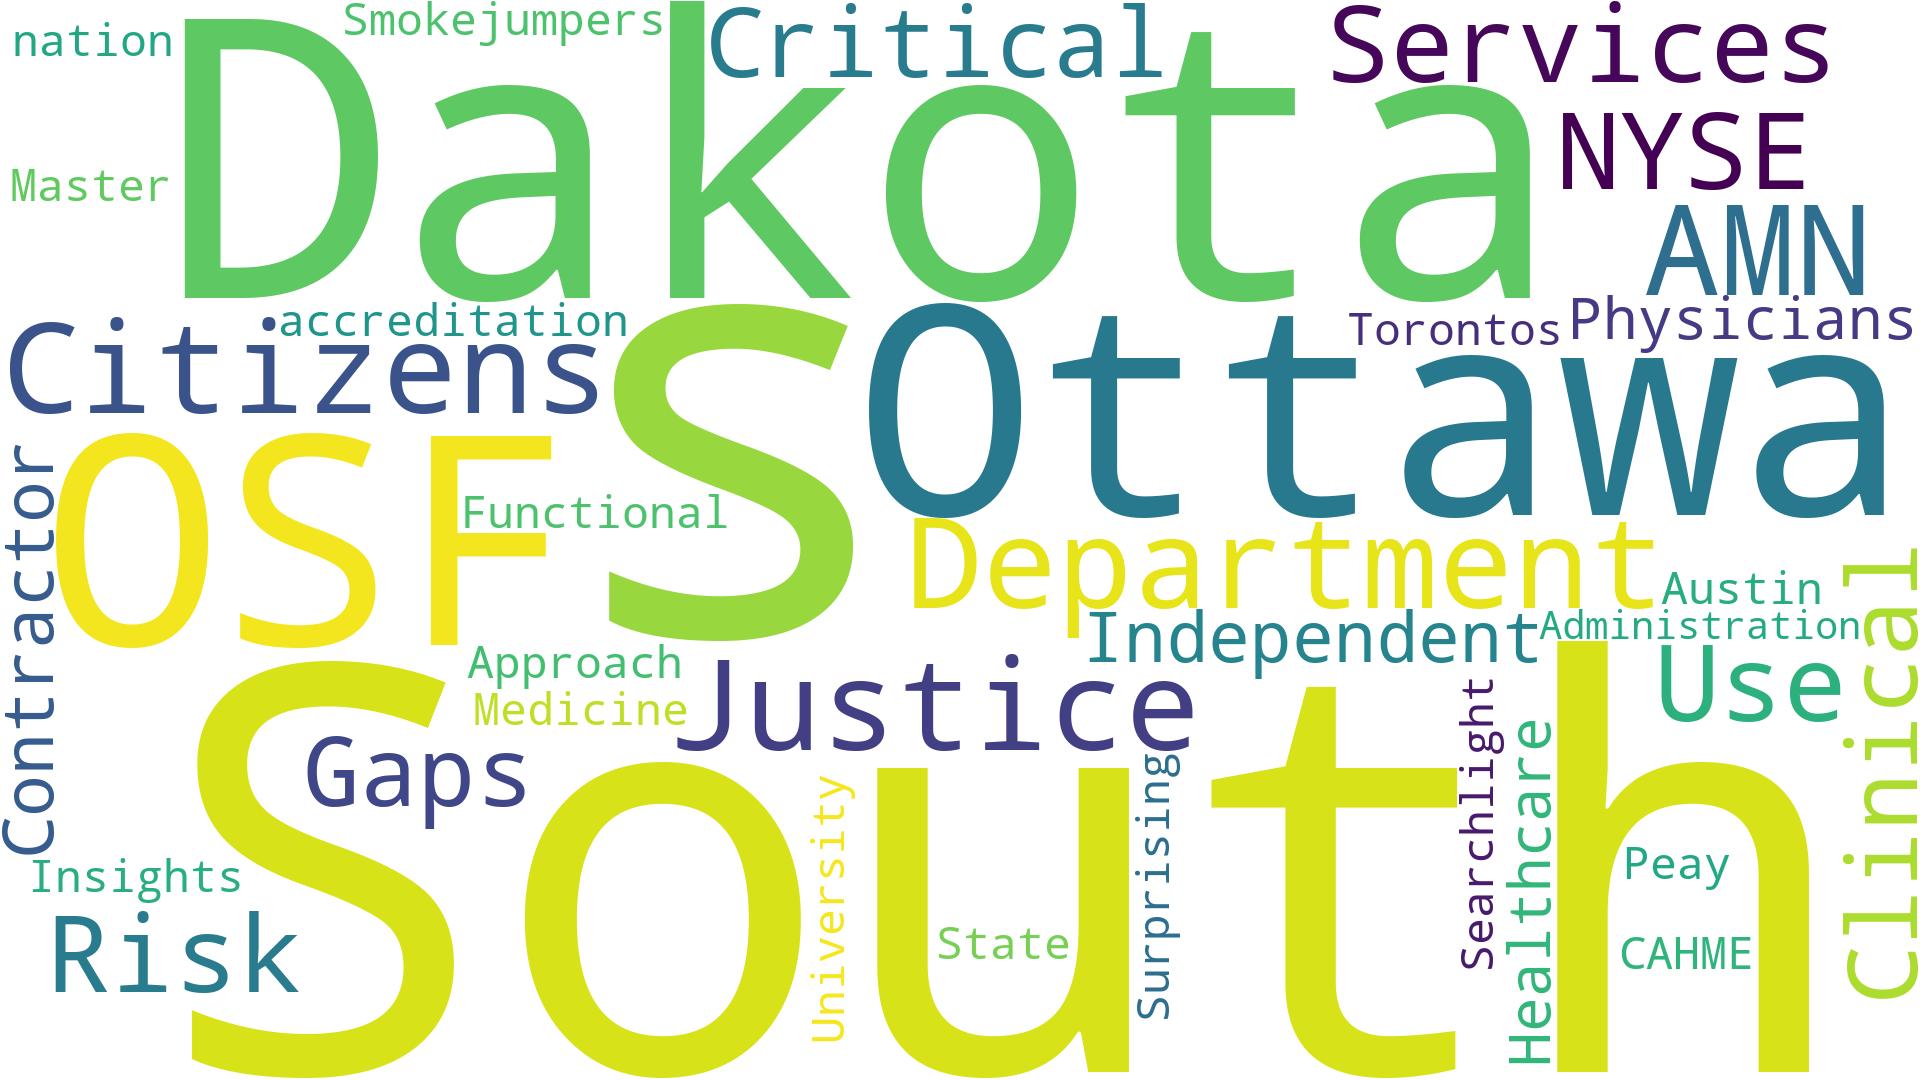 nation
Smokejumpers
Critical
Services
Dakota
NYSE
Master
AMN
Citizens
accreditation
S
Ottawa
Torontos
Physicians
Contractor
OSF
Functional
Department
Austin
Administration
Independent
Clinical
Approach
Medicine
Justice
Use
Gaps
South
University
Surprising
Searchlight
Healthcare
Peay
Insights
Risk
State
CAHME